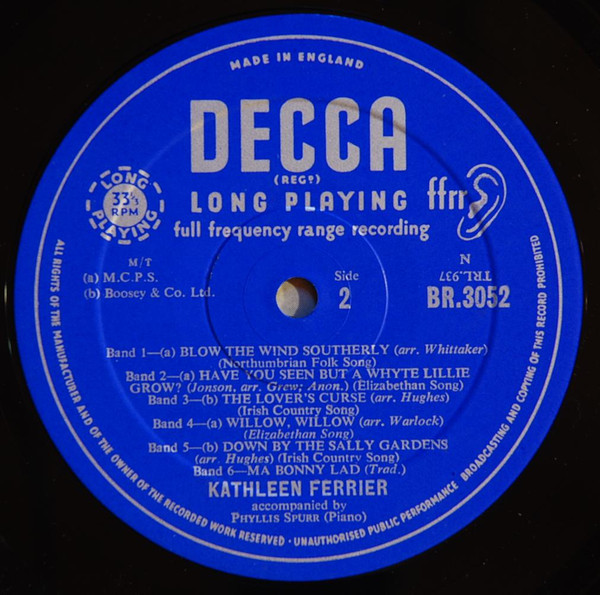 MADE IN ENGLAND
DECCA
(REGD)
LONG PLAYING
ffrr
full frequency range recording
LONG PLAYING
33⅓ RPM
M/T
(a) M.C.P.S.
(b) Boosey & Co. Ltd.
Side
2
N
TRL.937
BR.3052
Band 1—(a) BLOW THE WIND SOUTHERLY (arr. Whittaker)
(Northumbrian Folk Song)
Band 2—(a) HAVE YOU SEEN BUT A WHYTE LILLIE
GROW? (Jonson, arr. Grew; Anon.) (Elizabethan Song)
Band 3—(b) THE LOVER'S CURSE (arr. Hughes)
(Irish Country Song)
Band 4—(a) WILLOW, WILLOW (arr. Warlock)
(Elizabethan Song)
Band 5—(b) DOWN BY THE SALLY GARDENS
(arr. Hughes) (Irish Country Song)
Band 6—MA BONNY LAD (Trad.)
KATHLEEN FERRIER
accompanied by
PHYLLIS SPURR (Piano)
ALL RIGHTS OF THE MANUFACTURER AND OF THE OWNER OF THE RECORDED WORK RESERVED · UNAUTHORISED PUBLIC PERFORMANCE BROADCASTING AND COPYING OF THIS RECORD PROHIBITED